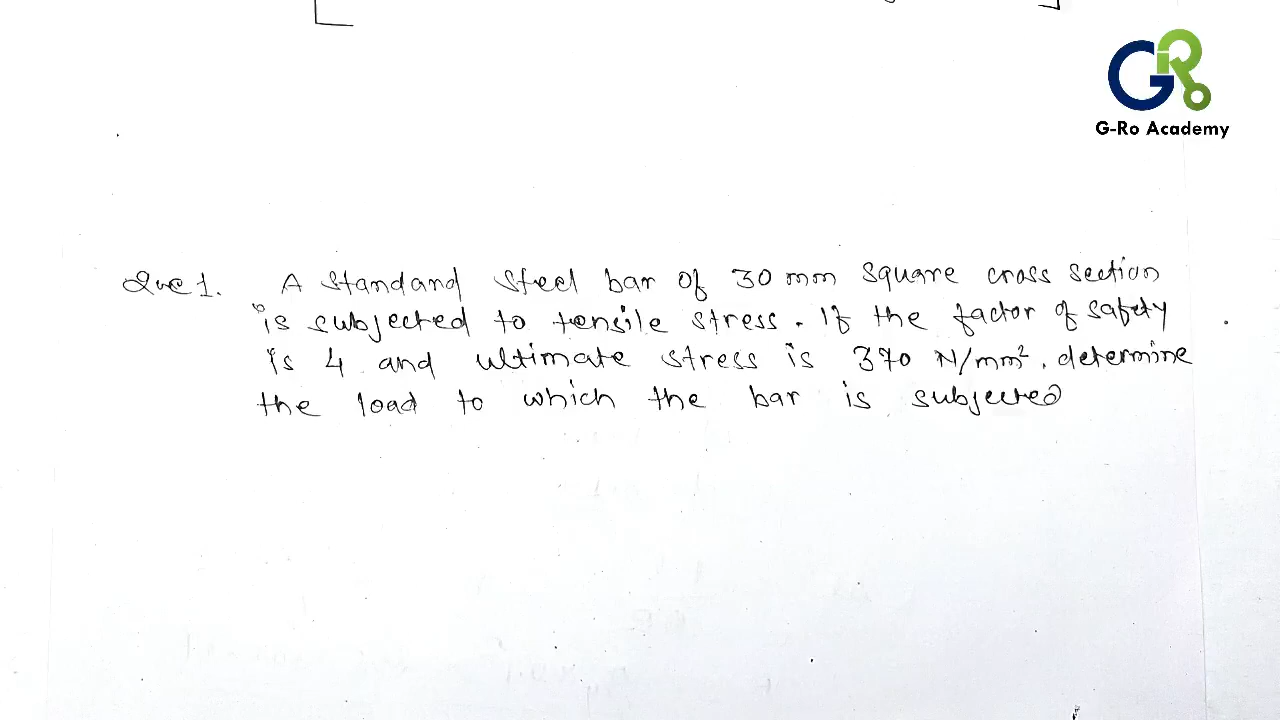 GR
G-Ro Academy
Que 1. A standard steel bar of 30 mm square cross section
is subjected to tensile stress. If the factor of safety
is 4 and ultimate stress is 370 N/mm². determine
the load to which the bar is subjected